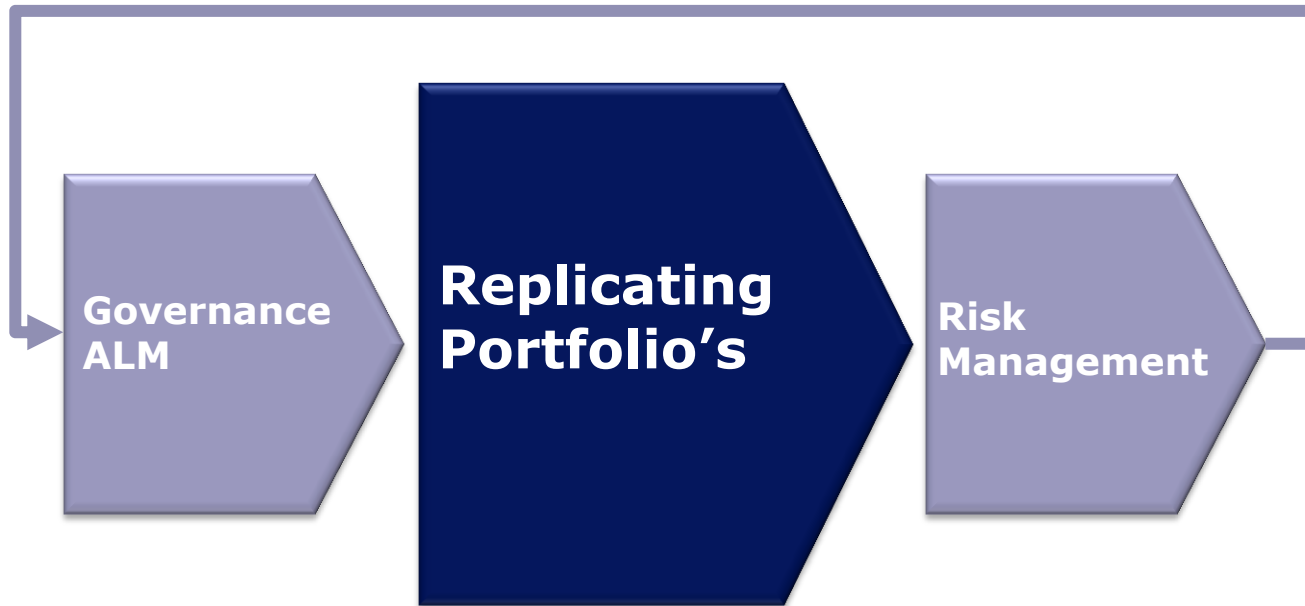 Governance
ALM
Replicating
Portfolio’s
Risk
Management